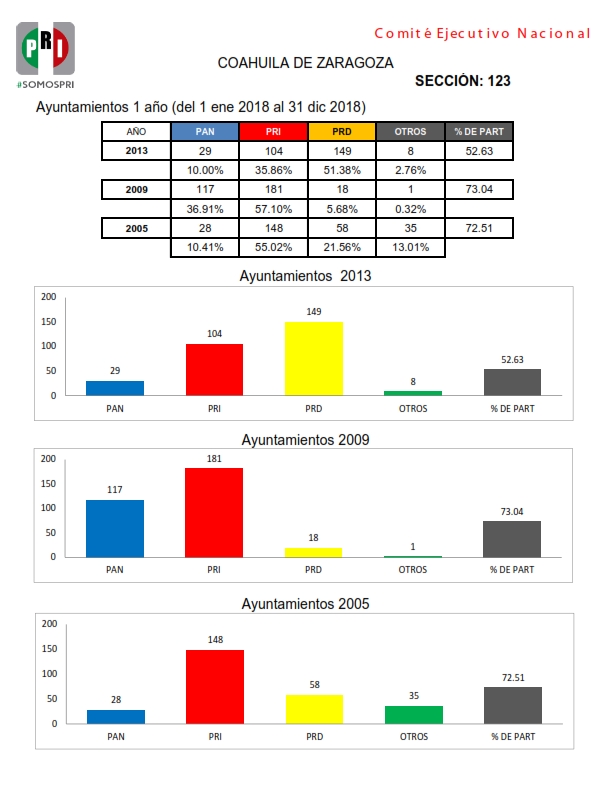 Comité Ejecutivo Nacional
PRI
#SOMOSPRI
COAHUILA DE ZARAGOZA
SECCIÓN: 123
Ayuntamientos 1 año (del 1 ene 2018 al 31 dic 2018)
AÑO PAN PRI PRD OTROS % DE PART
2013 29 104 149 8 52.63
10.00% 35.86% 51.38% 2.76%
2009 117 181 18 1 73.04
36.91% 57.10% 5.68% 0.32%
2005 28 148 58 35 72.51
10.41% 55.02% 21.56% 13.01%
Ayuntamientos 2013
200
150
100
50
0
29 104 149 8 52.63
PAN PRI PRD OTROS % DE PART
Ayuntamientos 2009
200
150
100
50
0
117 181 18 1 73.04
PAN PRI PRD OTROS % DE PART
Ayuntamientos 2005
200
150
100
50
0
28 148 58 35 72.51
PAN PRI PRD OTROS % DE PART